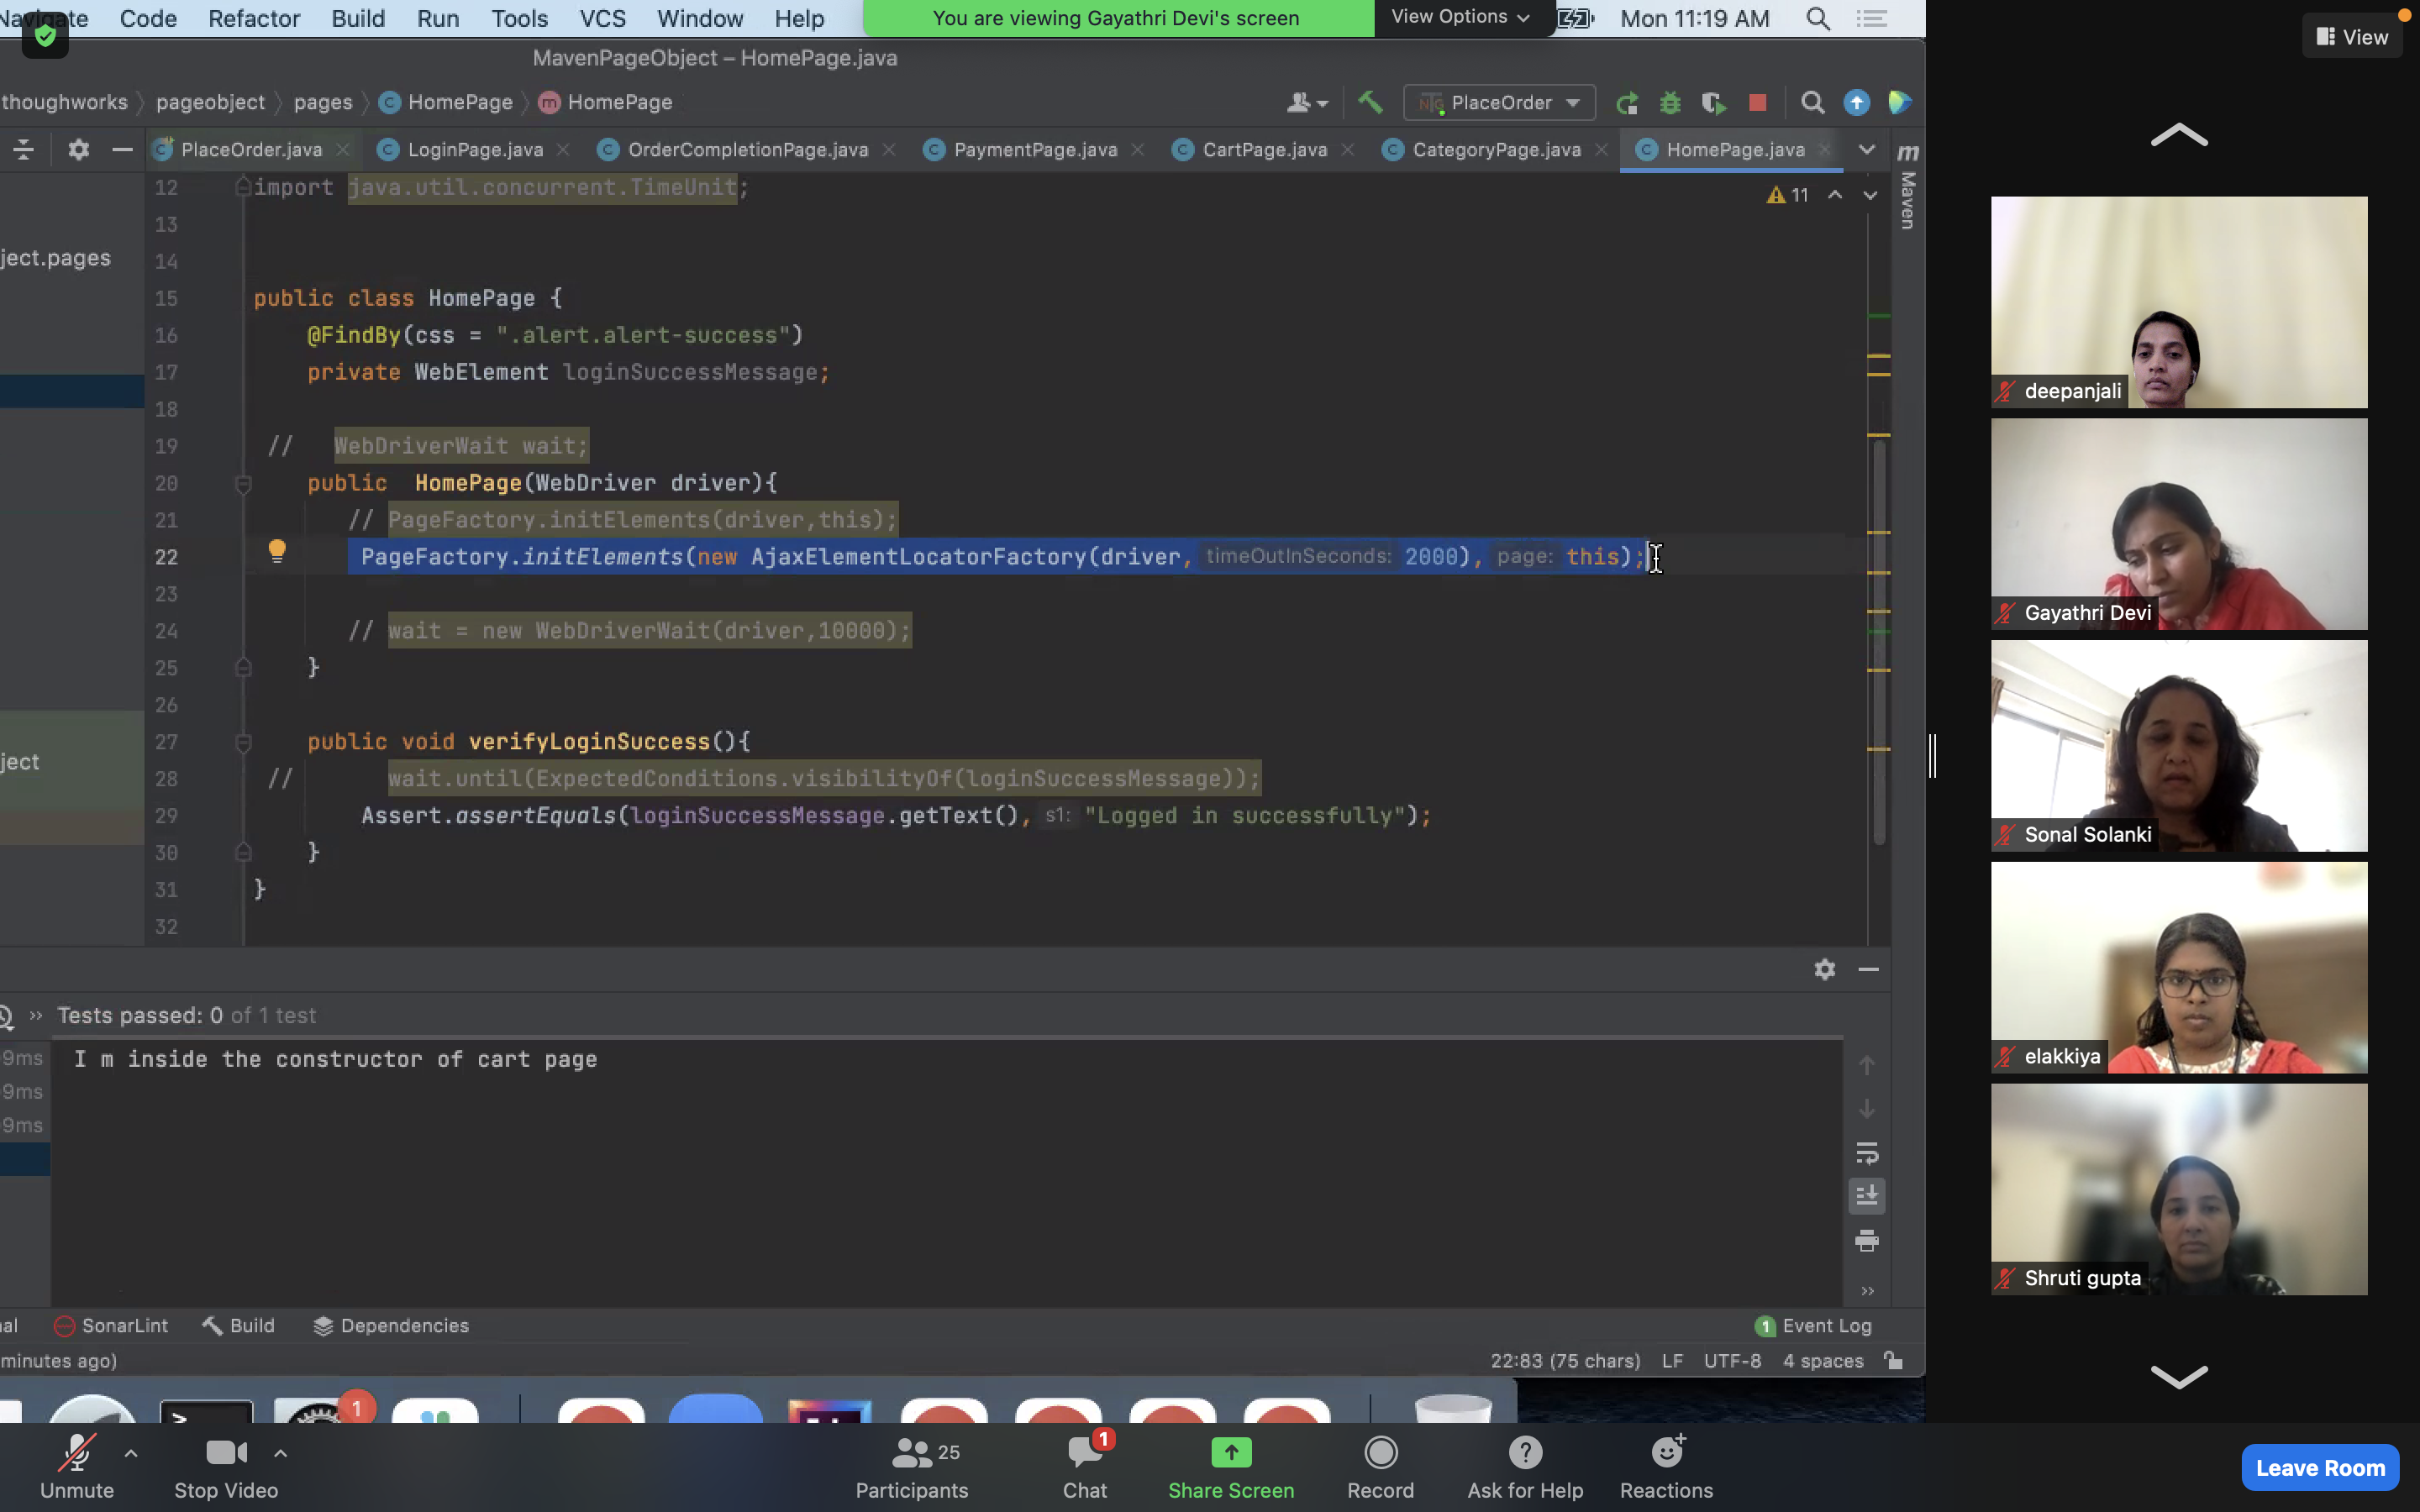 Navigate Code Refactor Build Run Tools VCS Window Help
You are viewing Gayathri Devi's screen View Options
Mon 11:19 AM
View
MavenPageObject – HomePage.java
thoughworks pageobject pages HomePage HomePage
PlaceOrder
PlaceOrder.java LoginPage.java OrderCompletionPage.java PaymentPage.java CartPage.java CategoryPage.java HomePage.java
Maven
11
12 import java.util.concurrent.TimeUnit;
13
14
ject.pages
15 public class HomePage {
16 @FindBy(css = ".alert.alert-success")
17 private WebElement loginSuccessMessage;
18
19 // WebDriverWait wait;
20 public HomePage(WebDriver driver){
21 // PageFactory.initElements(driver,this);
22 PageFactory.initElements(new AjaxElementLocatorFactory(driver, timeOutInSeconds: 2000), page: this);
23
24 // wait = new WebDriverWait(driver,10000);
25 }
26
27 public void verifyLoginSuccess(){
ject
28 // wait.until(ExpectedConditions.visibilityOf(loginSuccessMessage));
29 Assert.assertEquals(loginSuccessMessage.getText(), s1: "Logged in successfully");
30 }
31 }
32
Tests passed: 0 of 1 test
9ms
9ms
9ms
I m inside the constructor of cart page
al SonarLint Build Dependencies
1 Event Log
minutes ago)
22:83 (75 chars) LF UTF-8 4 spaces
1
deepanjali
Gayathri Devi
Sonal Solanki
elakkiya
Shruti gupta
Unmute
Stop Video
25
Participants
1
Chat
Share Screen
Record
Ask for Help
Reactions
Leave Room